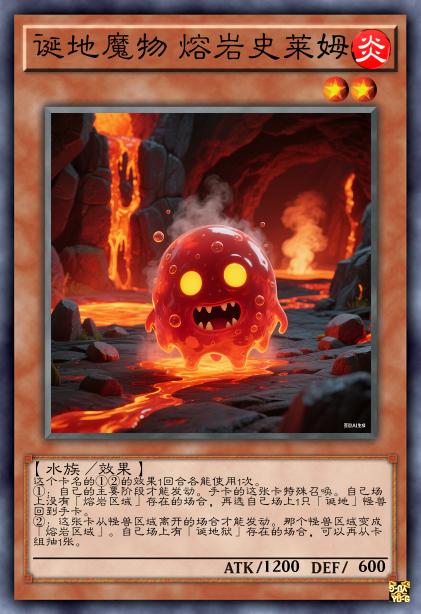 诞地魔物 熔岩史莱姆
炎
豆包AI生成
【水族／效果】
这个卡名的①②的效果1回合各能使用1次。
①：自己的主要阶段才能发动。手卡的这张卡特殊召唤。自己场
上没有「熔岩区域」存在的场合，再选自己场上1只「诞地」怪兽
回到手卡。
②：这张卡从怪兽区域离开的场合才能发动。那个怪兽区域变成
「熔岩区域」。自己场上有「诞地狱」存在的场合，可以再从卡
组抽1张。
ATK/1200 DEF/ 600